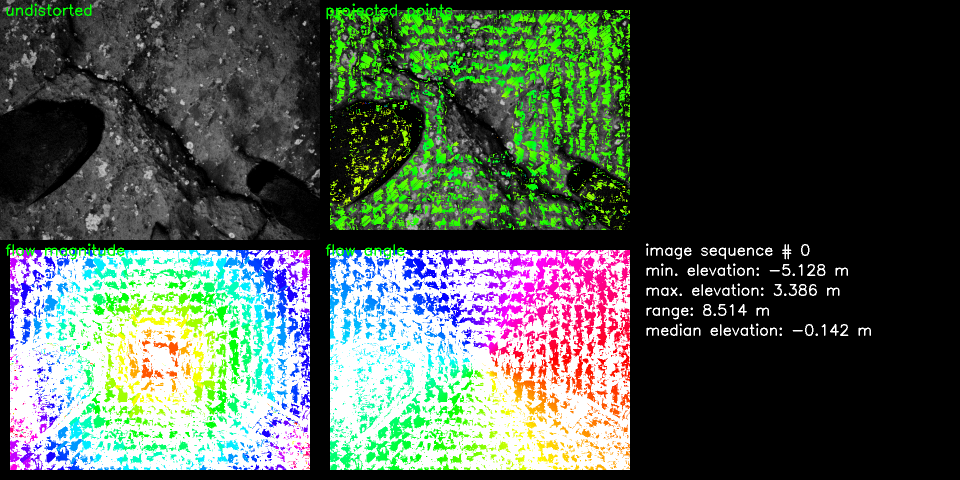 undistorted
projected points
flow magnitude
flow angle
image sequence # 0
min. elevation: -5.128 m
max. elevation: 3.386 m
range: 8.514 m
median elevation: -0.142 m